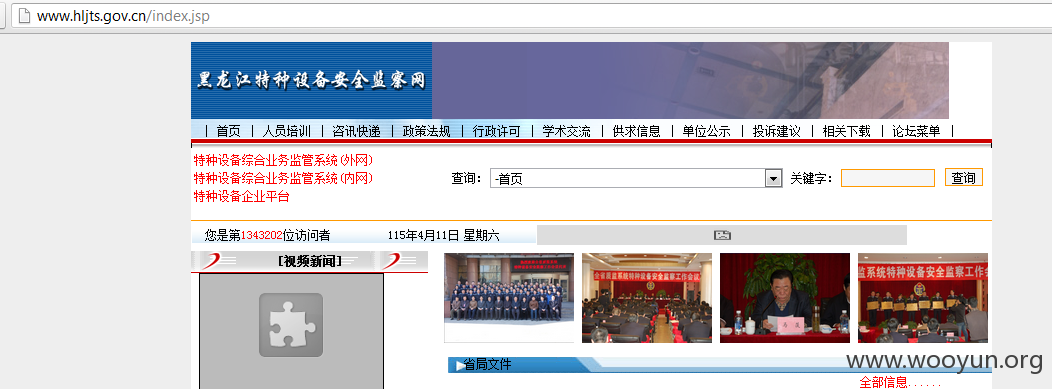 www.hljts.gov.cn/index.jsp
黑龙江特种设备安全监察网
首页 | 人员培训 | 咨讯快递 | 政策法规 | 行政许可 | 学术交流 | 供求信息 | 单位公示 | 投诉建议 | 相关下载 | 论坛菜单 |
特种设备综合业务监管系统(外网)
特种设备综合业务监管系统(内网)
特种设备企业平台
查询： -首页 关键字： 查询
您是第1343202位访问者 115年4月11日 星期六
[视频新闻]
省局文件
www.wooyun.org
全部信息......